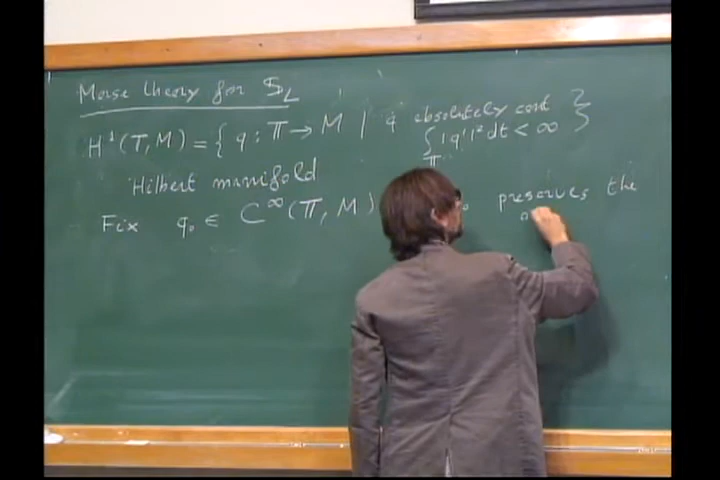 Morse theory for 𝕊_L
H¹(𝕋, M) = { q : 𝕋 → M | q absolutely cont
∫_𝕋 |q'|² dt < ∞ }
Hilbert manifold
Fix q₀ ∈ C^∞(𝕋, M) preserves the